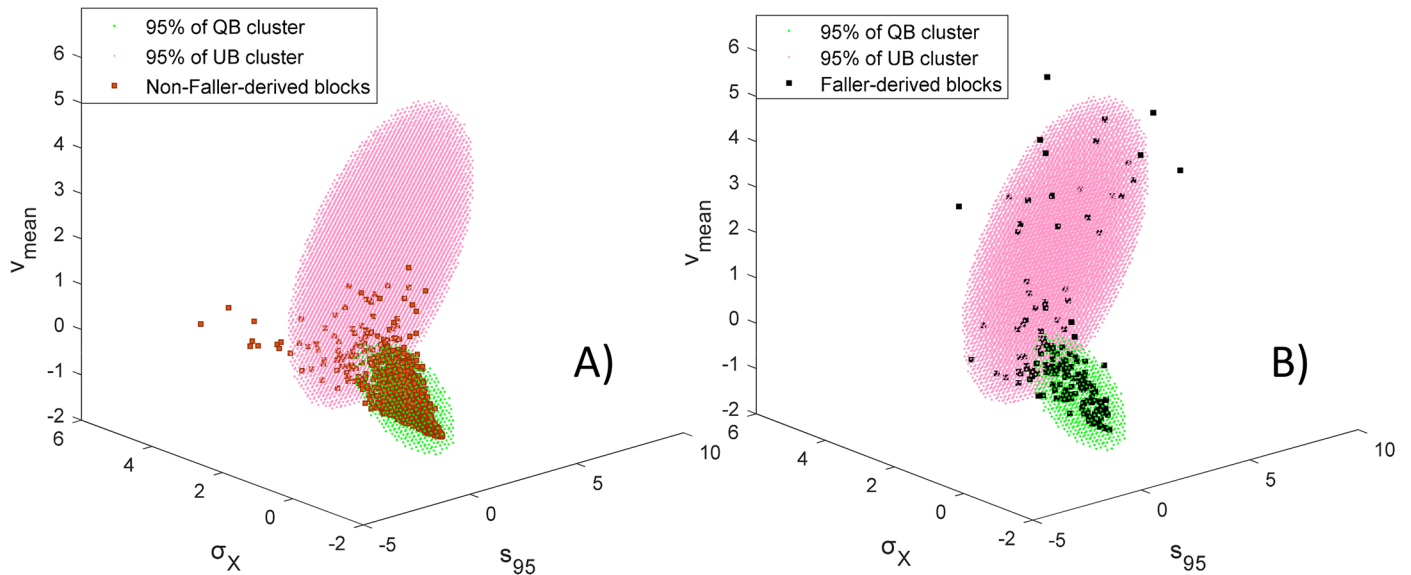 95% of QB cluster
95% of UB cluster
Non-Faller-derived blocks
6
5
4
3
2
1
0
-1
-2
v_mean
6
4
2
0
-2
σ_X
-5
0
5
10
s_95
A)
95% of QB cluster
95% of UB cluster
Faller-derived blocks
6
5
4
3
2
1
0
-1
-2
v_mean
6
4
2
0
-2
σ_X
-5
0
5
10
s_95
B)